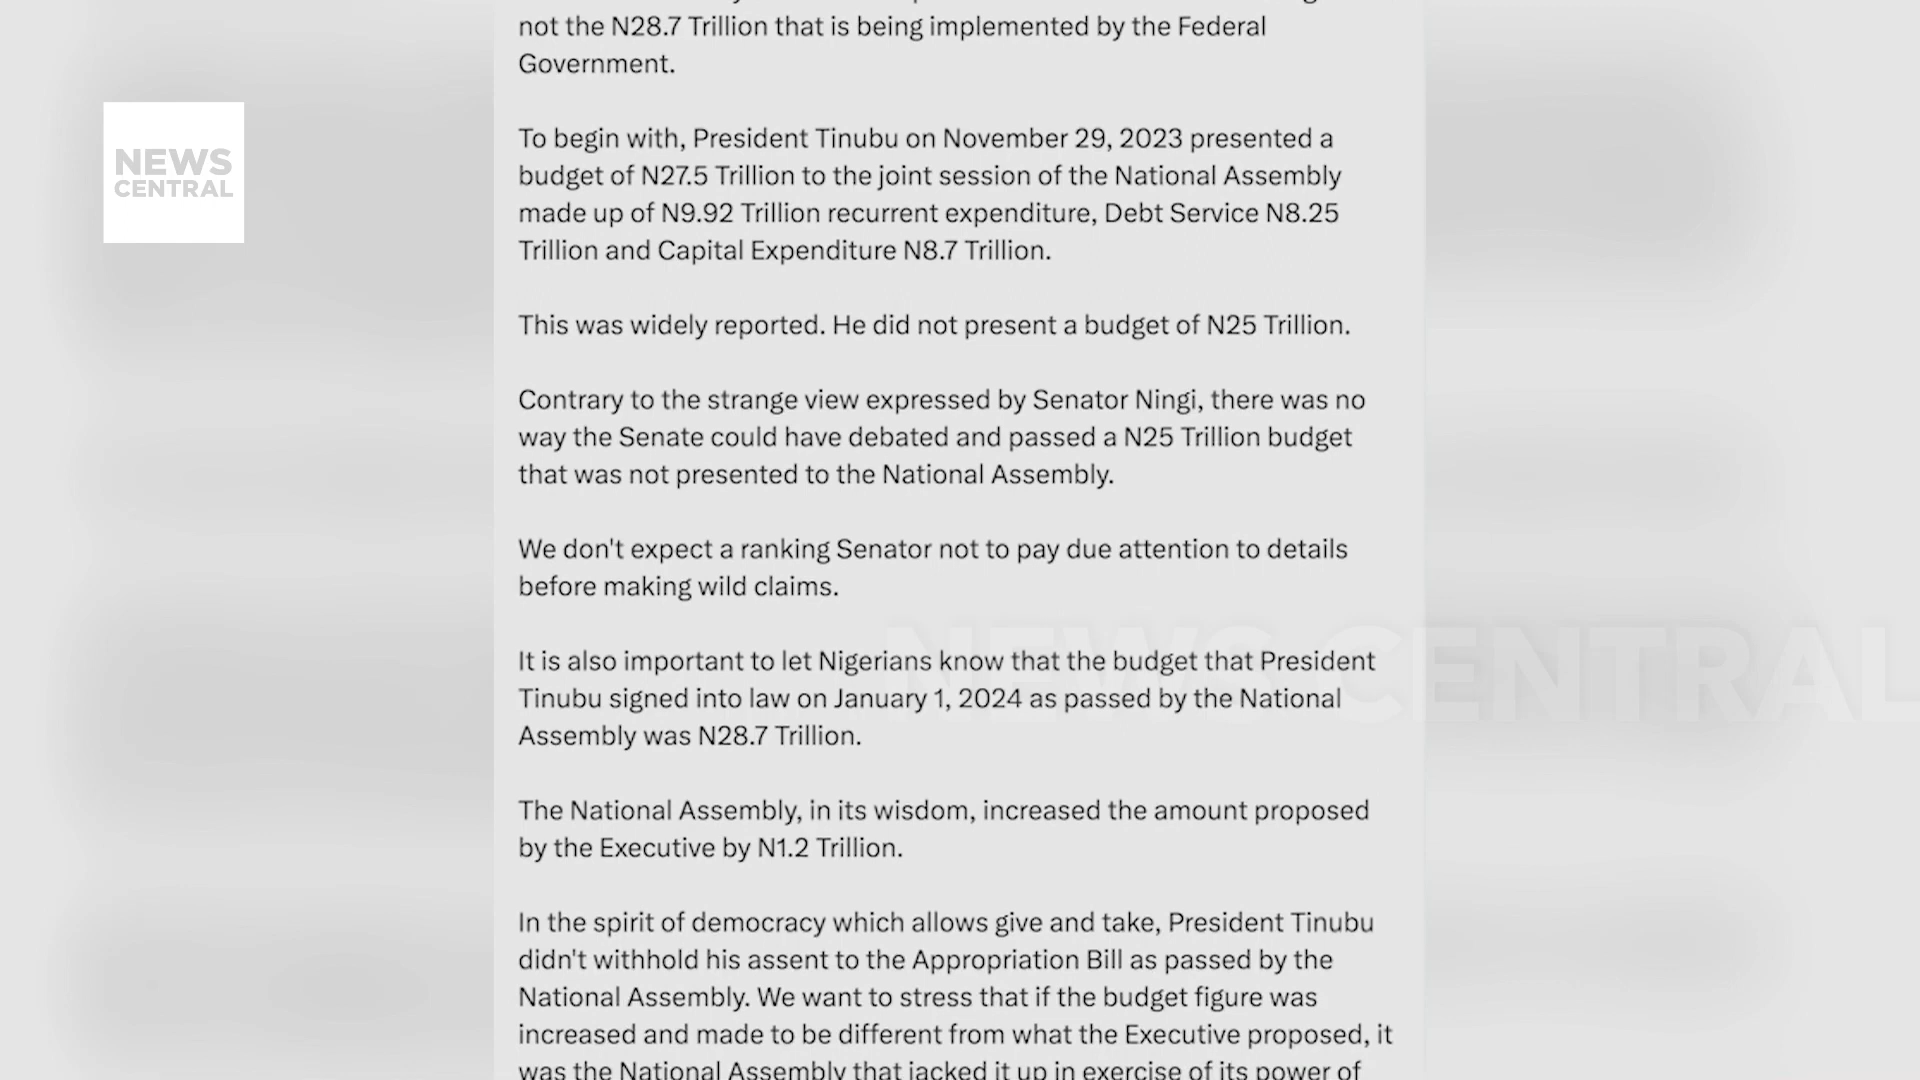 not the N28.7 Trillion that is being implemented by the Federal
Government.
NEWS
CENTRAL
To begin with, President Tinubu on November 29, 2023 presented a
budget of N27.5 Trillion to the joint session of the National Assembly
made up of N9.92 Trillion recurrent expenditure, Debt Service N8.25
Trillion and Capital Expenditure N8.7 Trillion.
This was widely reported. He did not present a budget of N25 Trillion.
Contrary to the strange view expressed by Senator Ningi, there was no
way the Senate could have debated and passed a N25 Trillion budget
that was not presented to the National Assembly.
We don't expect a ranking Senator not to pay due attention to details
before making wild claims.
NEWS CENTRAL
It is also important to let Nigerians know that the budget that President
Tinubu signed into law on January 1, 2024 as passed by the National
Assembly was N28.7 Trillion.
The National Assembly, in its wisdom, increased the amount proposed
by the Executive by N1.2 Trillion.
In the spirit of democracy which allows give and take, President Tinubu
didn't withhold his assent to the Appropriation Bill as passed by the
National Assembly. We want to stress that if the budget figure was
increased and made to be different from what the Executive proposed, it
was the National Assembly that jacked it up in exercise of its power of